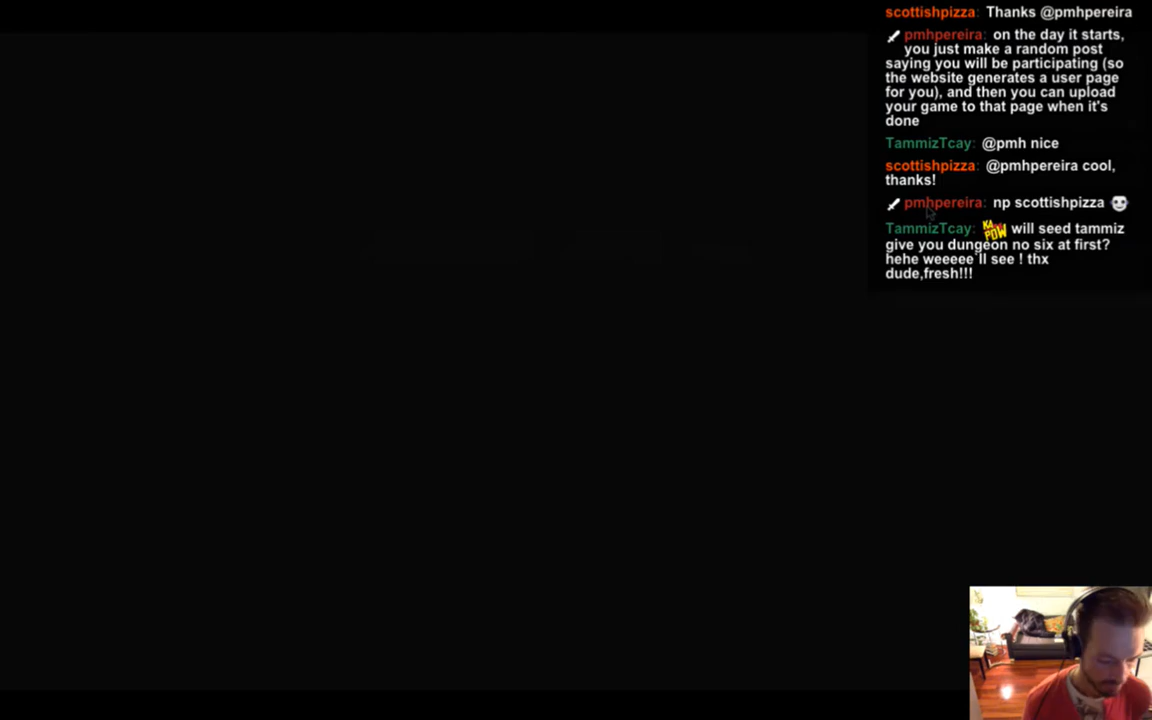 scottishpizza: Thanks @pmhpereira
pmhpereira: on the day it starts,
you just make a random post
saying you will be participating (so
the website generates a user page
for you), and then you can upload
your game to that page when it's
done
TammizTcay: @pmh nice
scottishpizza: @pmhpereira cool,
thanks!
pmhpereira: np scottishpizza
TammizTcay: KA POW will seed tammiz
give you dungeon no six at first?
hehe weeeee ll see ! thx
dude,fresh!!!